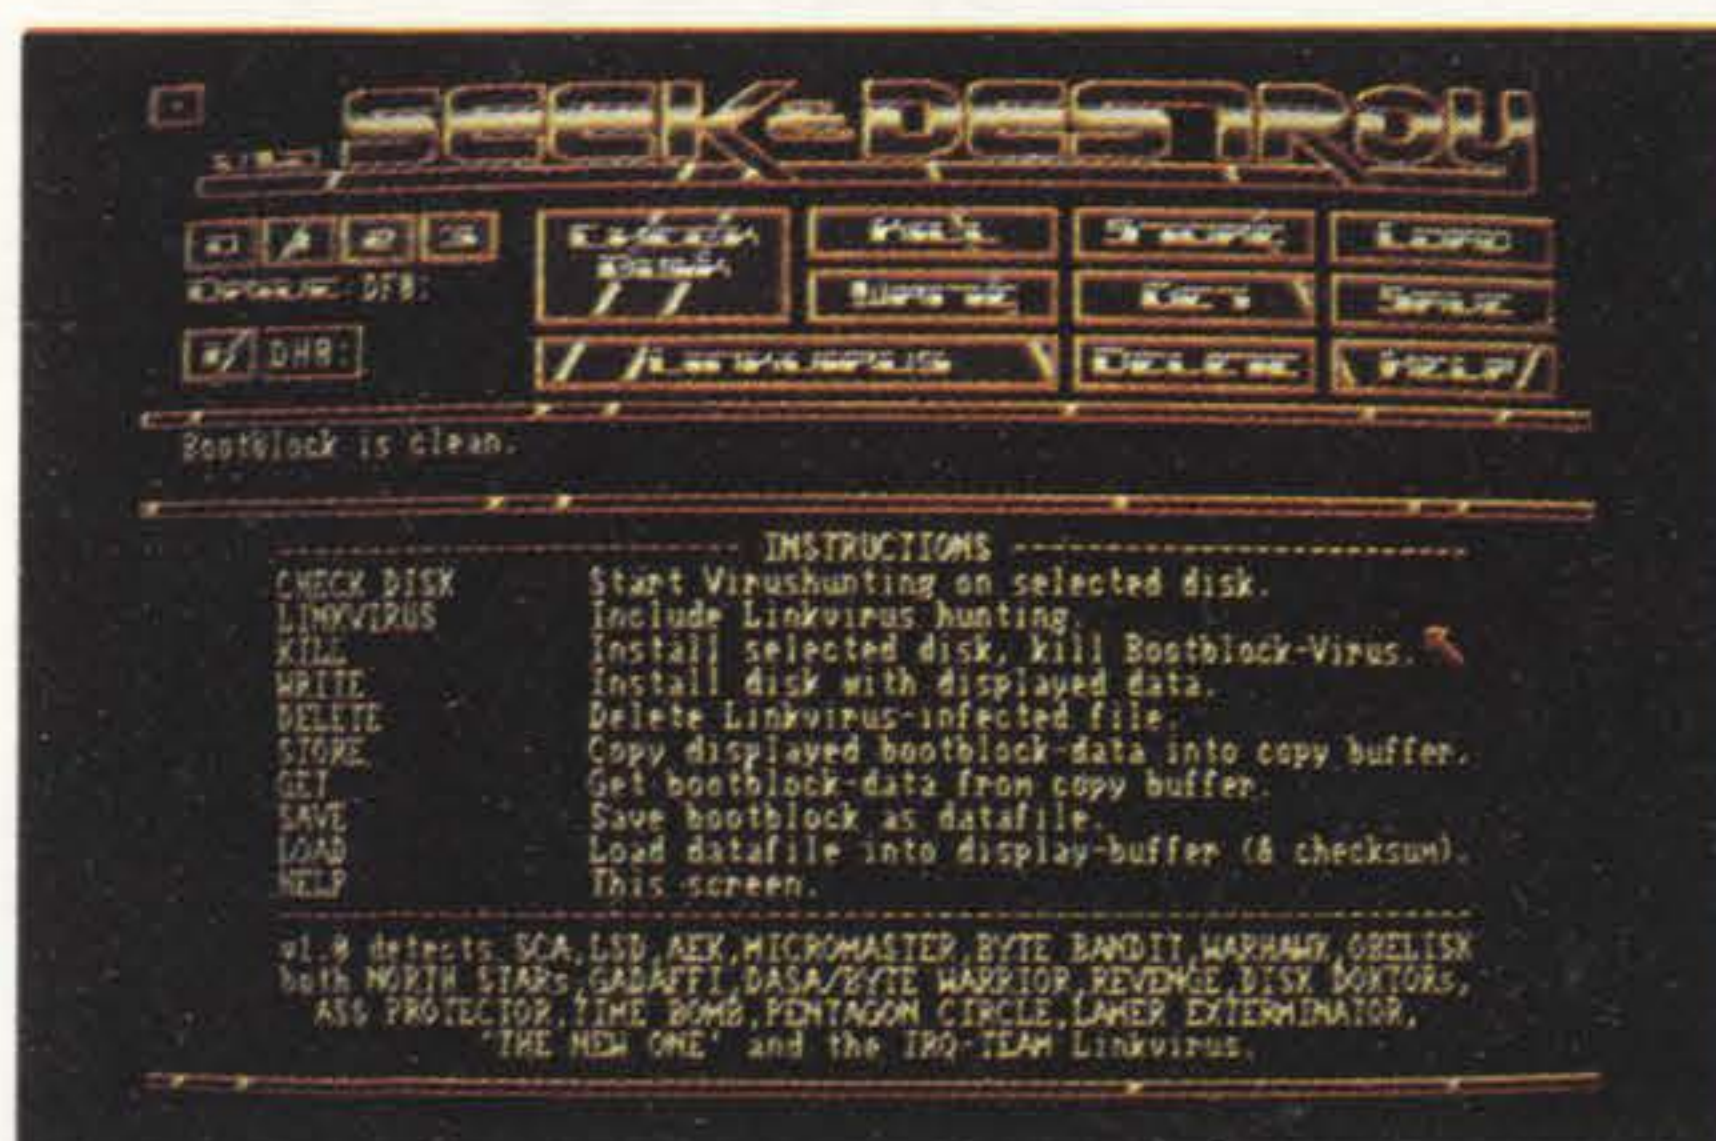 SEEK & DESTROY
CHECK KILL STORE LOAD
DISK
DRIVE DF0:
WRITE GET SAVE
DH0: LINKVIRUS DELETE HELP
Bootblock is clean.
INSTRUCTIONS
CHECK DISK Start Virushunting on selected disk.
LINKVIRUS Include Linkvirus hunting.
KILL Install selected disk, kill Bootblock-Virus.
WRITE Install disk with displayed data.
DELETE Delete Linkvirus-infected file.
STORE Copy displayed bootblock-data into copy buffer.
GET Get bootblock-data from copy buffer.
SAVE Save bootblock as datafile.
LOAD Load datafile into display-buffer (& checksum).
HELP This screen.
v1.0 detects SCA,LSD,AEK,MICROMASTER,BYTE BANDIT,WARHAWK,OBELISK
both NORTH STARs,GADAFFI,DASA/BYTE WARRIOR,REVENGE,DISK DOKTORs,
ASS PROTECTOR,TIME BOMB,PENTAGON CIRCLE,LAMER EXTERMINATOR,
'THE NEW ONE' and the IRQ-TEAM Linkvirus.